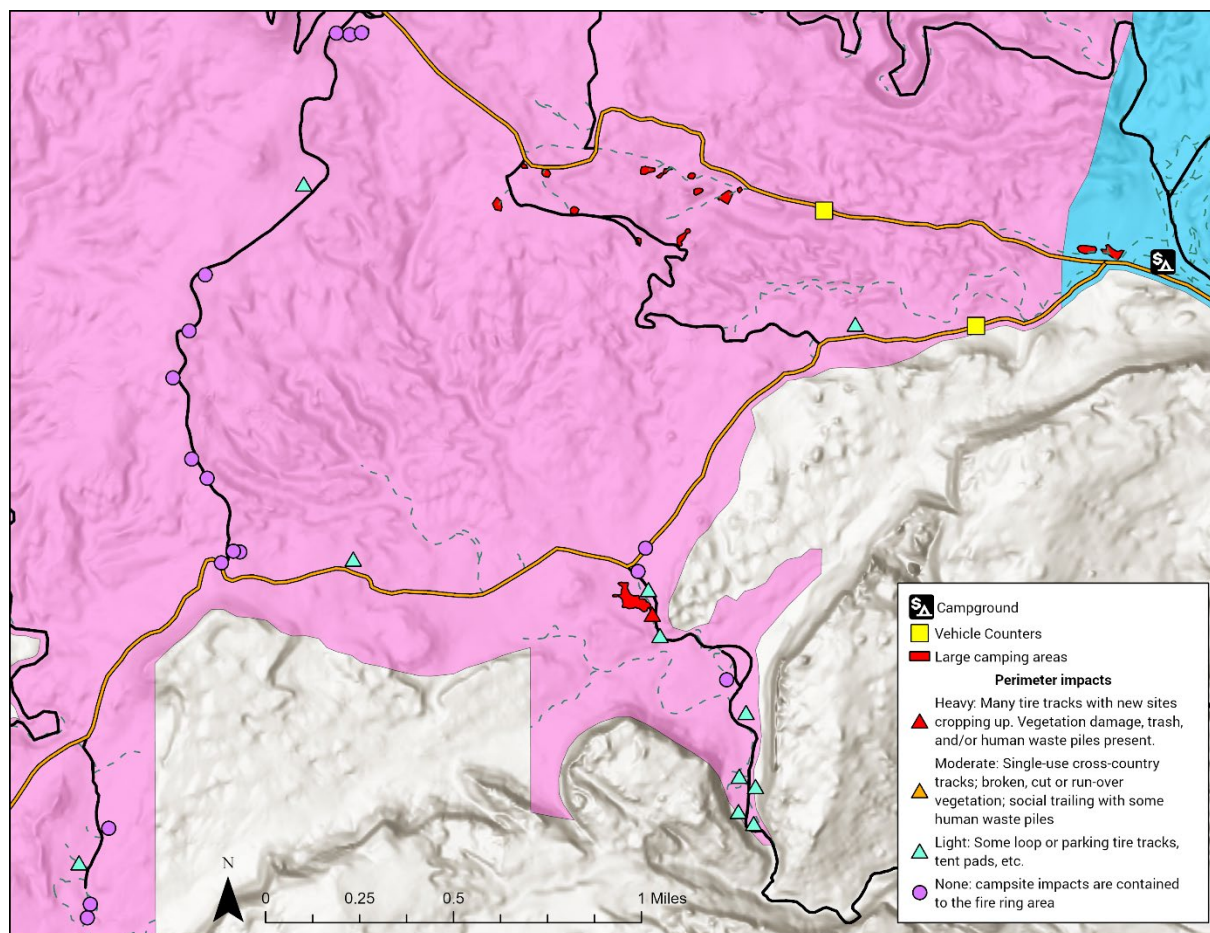 N
0 0.25 0.5 1 Miles
$
Campground
Vehicle Counters
Large camping areas
Perimeter impacts
Heavy: Many tire tracks with new sites
cropping up. Vegetation damage, trash,
and/or human waste piles present.
Moderate: Single-use cross-country
tracks; broken, cut or run-over
vegetation; social trailing with some
human waste piles
Light: Some loop or parking tire tracks,
tent pads, etc.
None: campsite impacts are contained
to the fire ring area